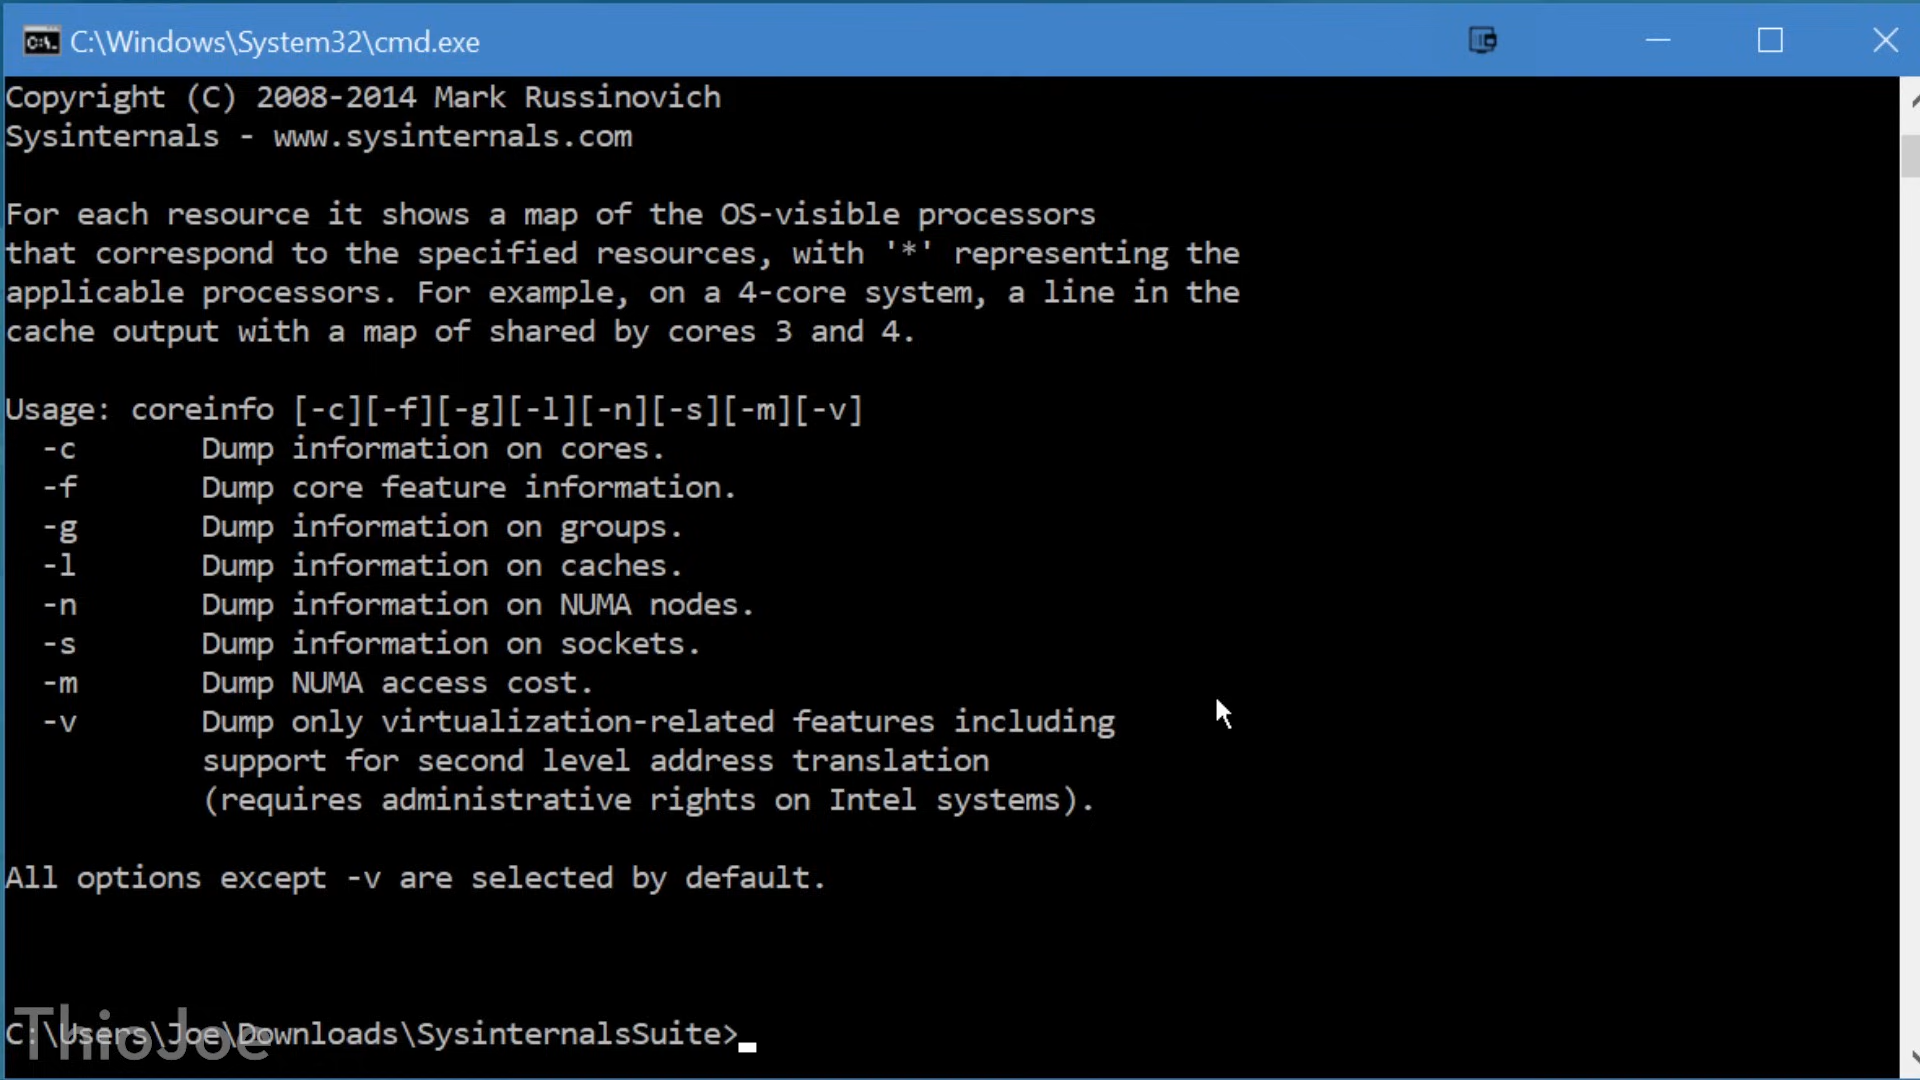 C:\Windows\System32\cmd.exe
Copyright (C) 2008-2014 Mark Russinovich
Sysinternals - www.sysinternals.com
For each resource it shows a map of the OS-visible processors
that correspond to the specified resources, with '*' representing the
applicable processors. For example, on a 4-core system, a line in the
cache output with a map of shared by cores 3 and 4.
Usage: coreinfo [-c][-f][-g][-l][-n][-s][-m][-v]
-c Dump information on cores.
-f Dump core feature information.
-g Dump information on groups.
-l Dump information on caches.
-n Dump information on NUMA nodes.
-s Dump information on sockets.
-m Dump NUMA access cost.
-v Dump only virtualization-related features including
support for second level address translation
(requires administrative rights on Intel systems).
All options except -v are selected by default.
C:\Users\Joe\Downloads\SysinternalsSuite>
ThioJoe